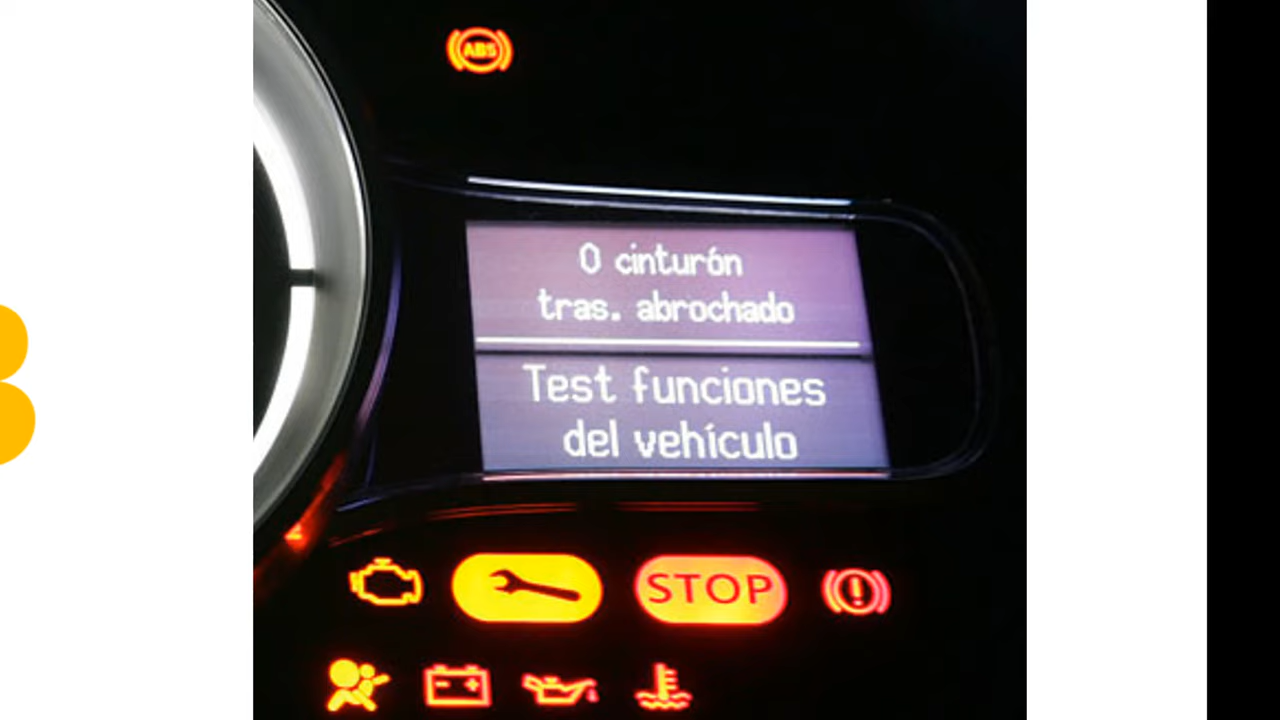 ABS
0 cinturón
tras. abrochado
Test funciones
del vehículo
STOP